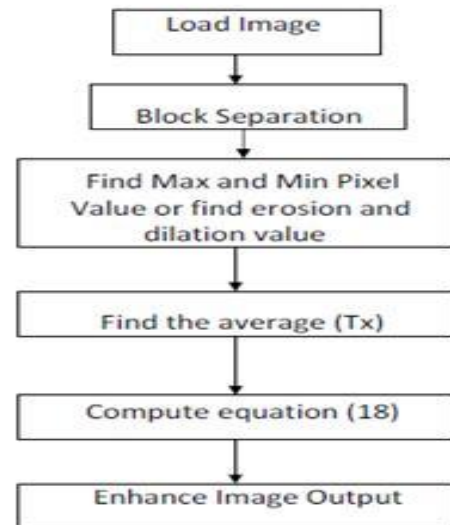 Load Image
Block Separation
Find Max and Min Pixel
Value or find erosion and
dilation value
Find the average (Tx)
Compute equation (18)
Enhance Image Output